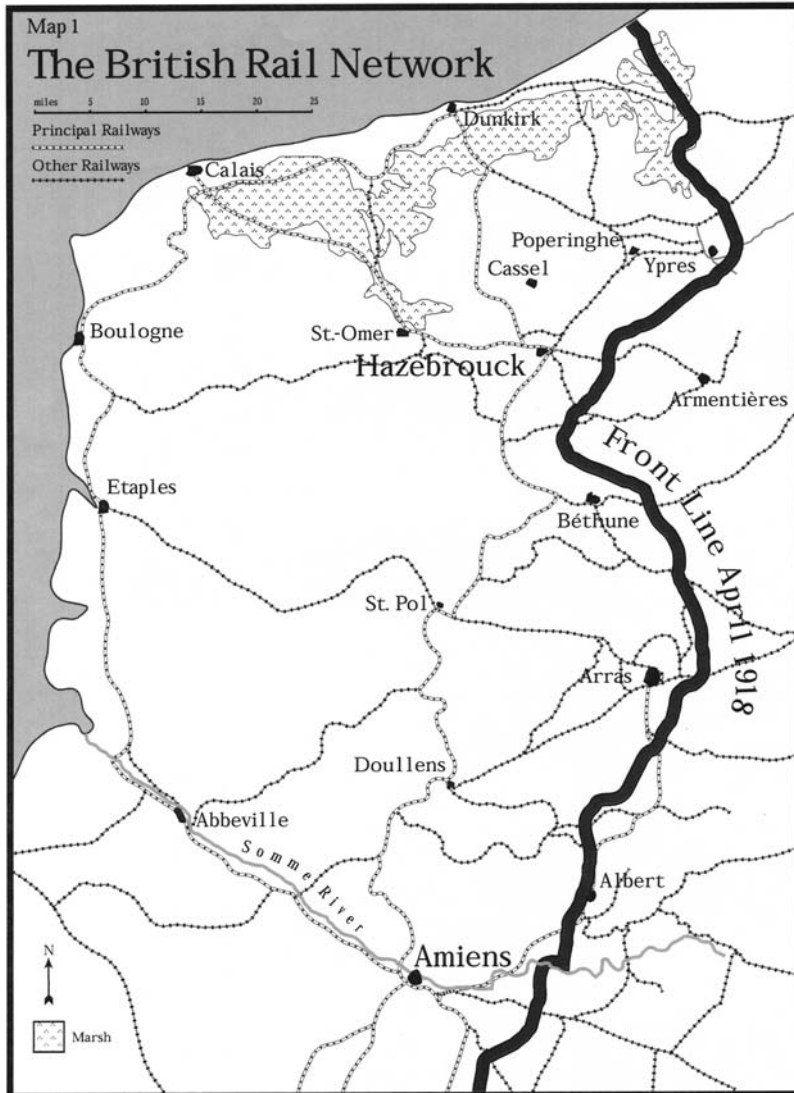 Map 1
The British Rail Network
miles 5 10 15 20 25
Principal Railways
Other Railways
Dunkirk
Calais
Poperinghe
Ypres
Cassel
Boulogne
St.-Omer
Hazebrouck
Armentières
Front Line April 1918
Etaples
Béthune
St. Pol
Arras
Doullens
Abbeville
Somme River
Albert
Amiens
N
Marsh